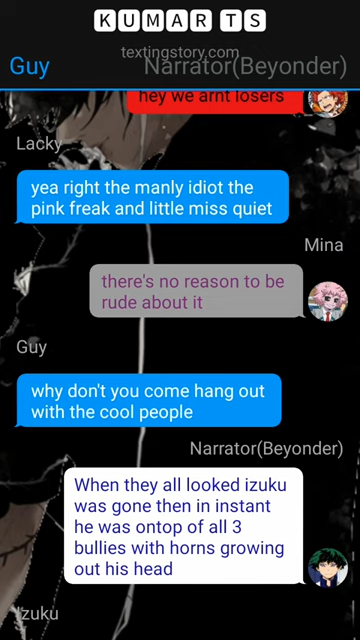 KUMAR TS
textingstory.com
Guy
Narrator(Beyonder)
hey we arnt losers
Lacky
yea right the manly idiot the
pink freak and little miss quiet
Mina
there's no reason to be
rude about it
Guy
why don't you come hang out
with the cool people
Narrator(Beyonder)
When they all looked izuku
was gone then in instant
he was ontop of all 3
bullies with horns growing
out his head
Izuku